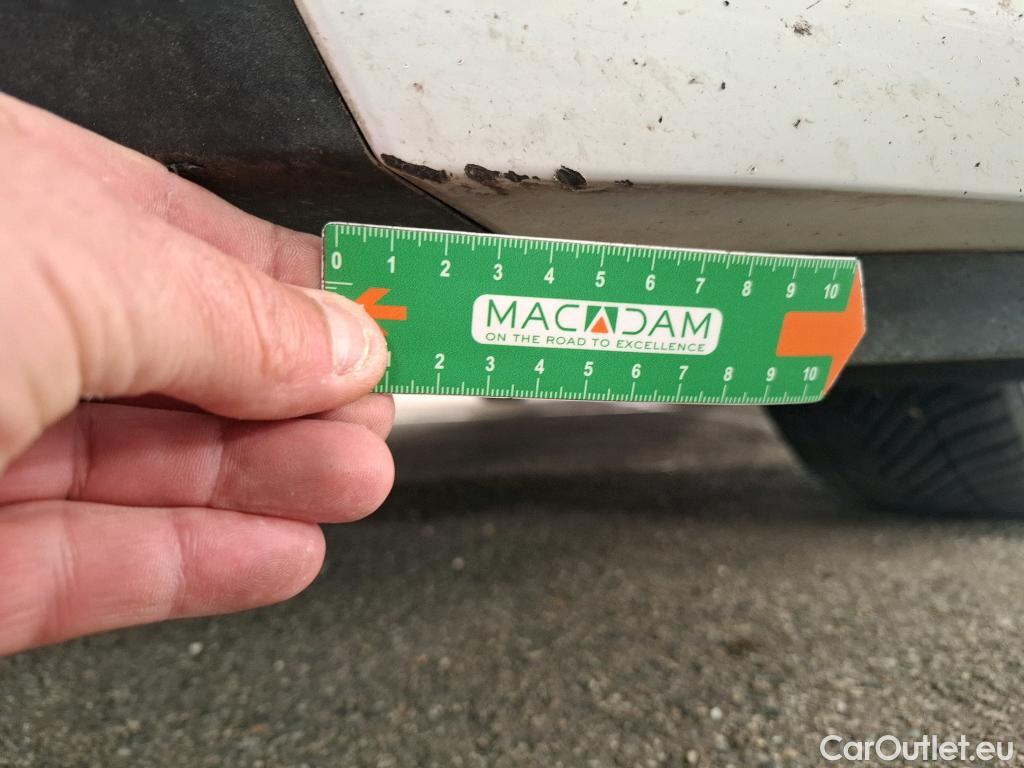 0 1 2 3 4 5 6 7 8 9 10
MACADAM
ON THE ROAD TO EXCELLENCE
1 2 3 4 5 6 7 8 9 10
CarOutlet.eu